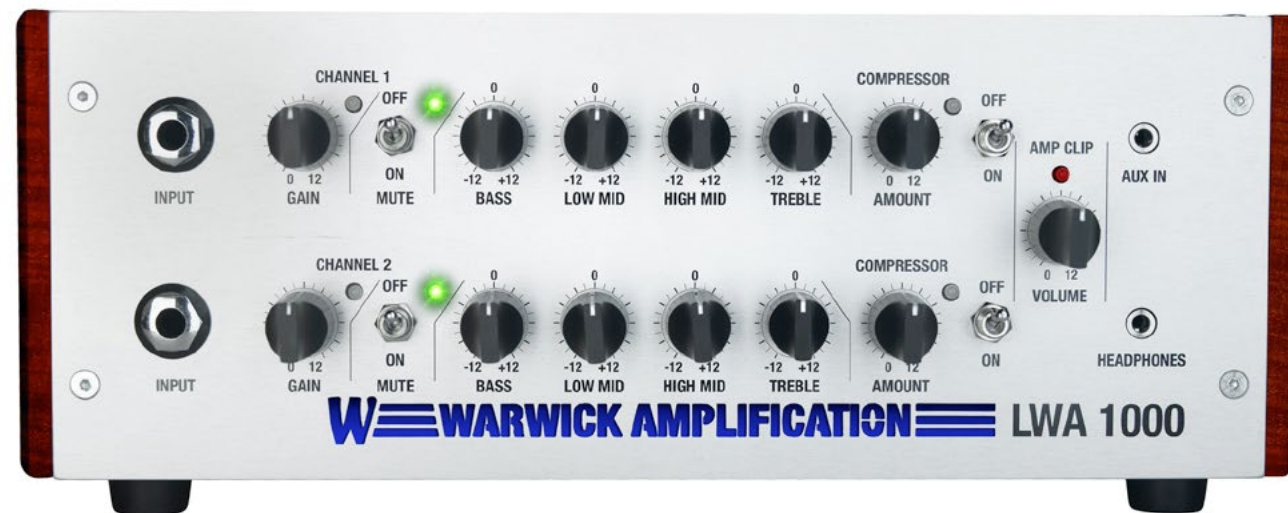 CHANNEL 1
OFF
0
0
0
0
COMPRESSOR
OFF
AMP CLIP
INPUT
0 12
GAIN
ON
MUTE
-12 +12
BASS
-12 +12
LOW MID
-12 +12
HIGH MID
-12 +12
TREBLE
0 12
AMOUNT
ON
AUX IN
0 12
VOLUME
CHANNEL 2
OFF
0
0
0
0
COMPRESSOR
OFF
INPUT
0 12
GAIN
ON
MUTE
-12 +12
BASS
-12 +12
LOW MID
-12 +12
HIGH MID
-12 +12
TREBLE
0 12
AMOUNT
ON
HEADPHONES
W WARWICK AMPLIFICATION LWA 1000